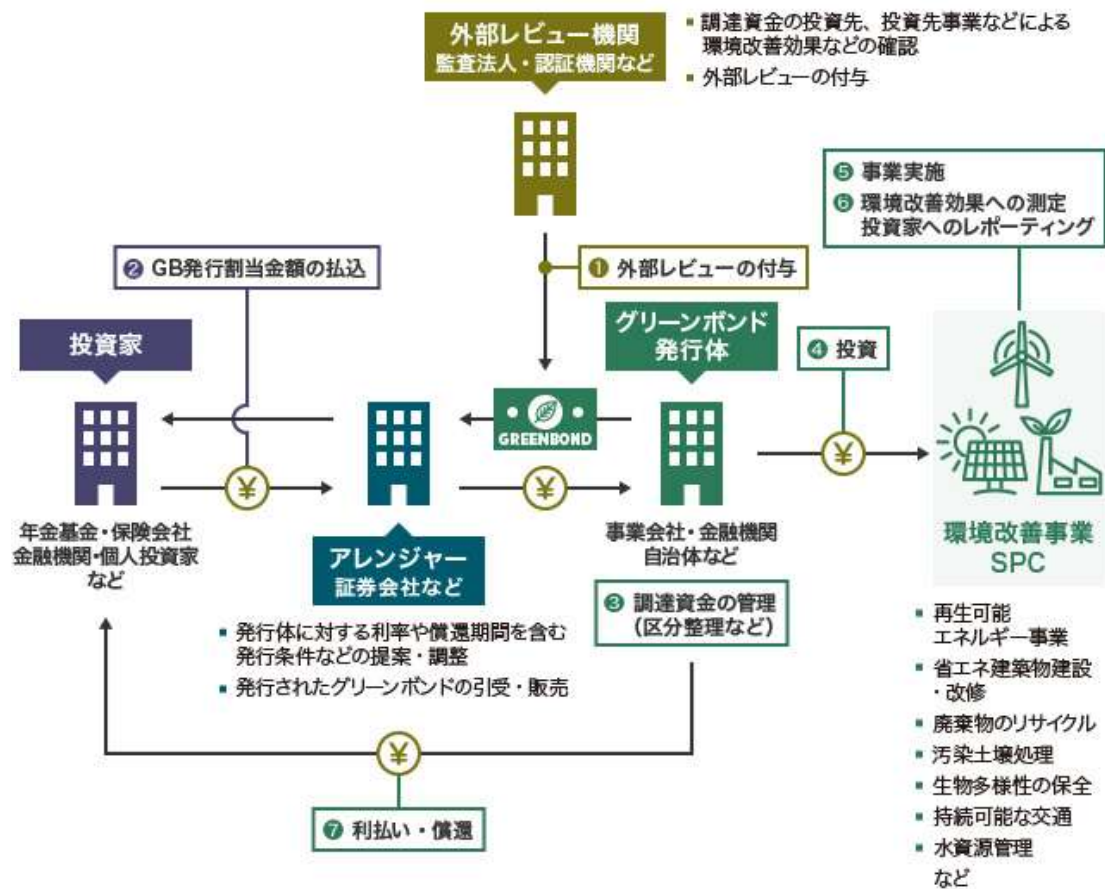 外部レビュー機関
監査法人・認証機関など
▪ 調達資金の投資先、投資先事業などによる
環境改善効果などの確認
▪ 外部レビューの付与
❺ 事業実施
❻ 環境改善効果への測定
投資家へのレポーティング
❷ GB発行割当金額の払込
❶ 外部レビューの付与
投資家
グリーンボンド
発行体
❹ 投資
GREENBOND
¥
¥
¥
年金基金・保険会社
金融機関・個人投資家
など
アレンジャー
証券会社など
事業会社・金融機関
自治体など
環境改善事業
SPC
❸ 調達資金の管理
(区分整理など)
▪ 発行体に対する利率や償還期間を含む
発行条件などの提案・調整
▪ 発行されたグリーンボンドの引受・販売
▪ 再生可能
エネルギー事業
▪ 省エネ建築物建設
・改修
▪ 廃棄物のリサイクル
▪ 汚染土壌処理
▪ 生物多様性の保全
▪ 持続可能な交通
▪ 水資源管理
など
¥
❼ 利払い・償還